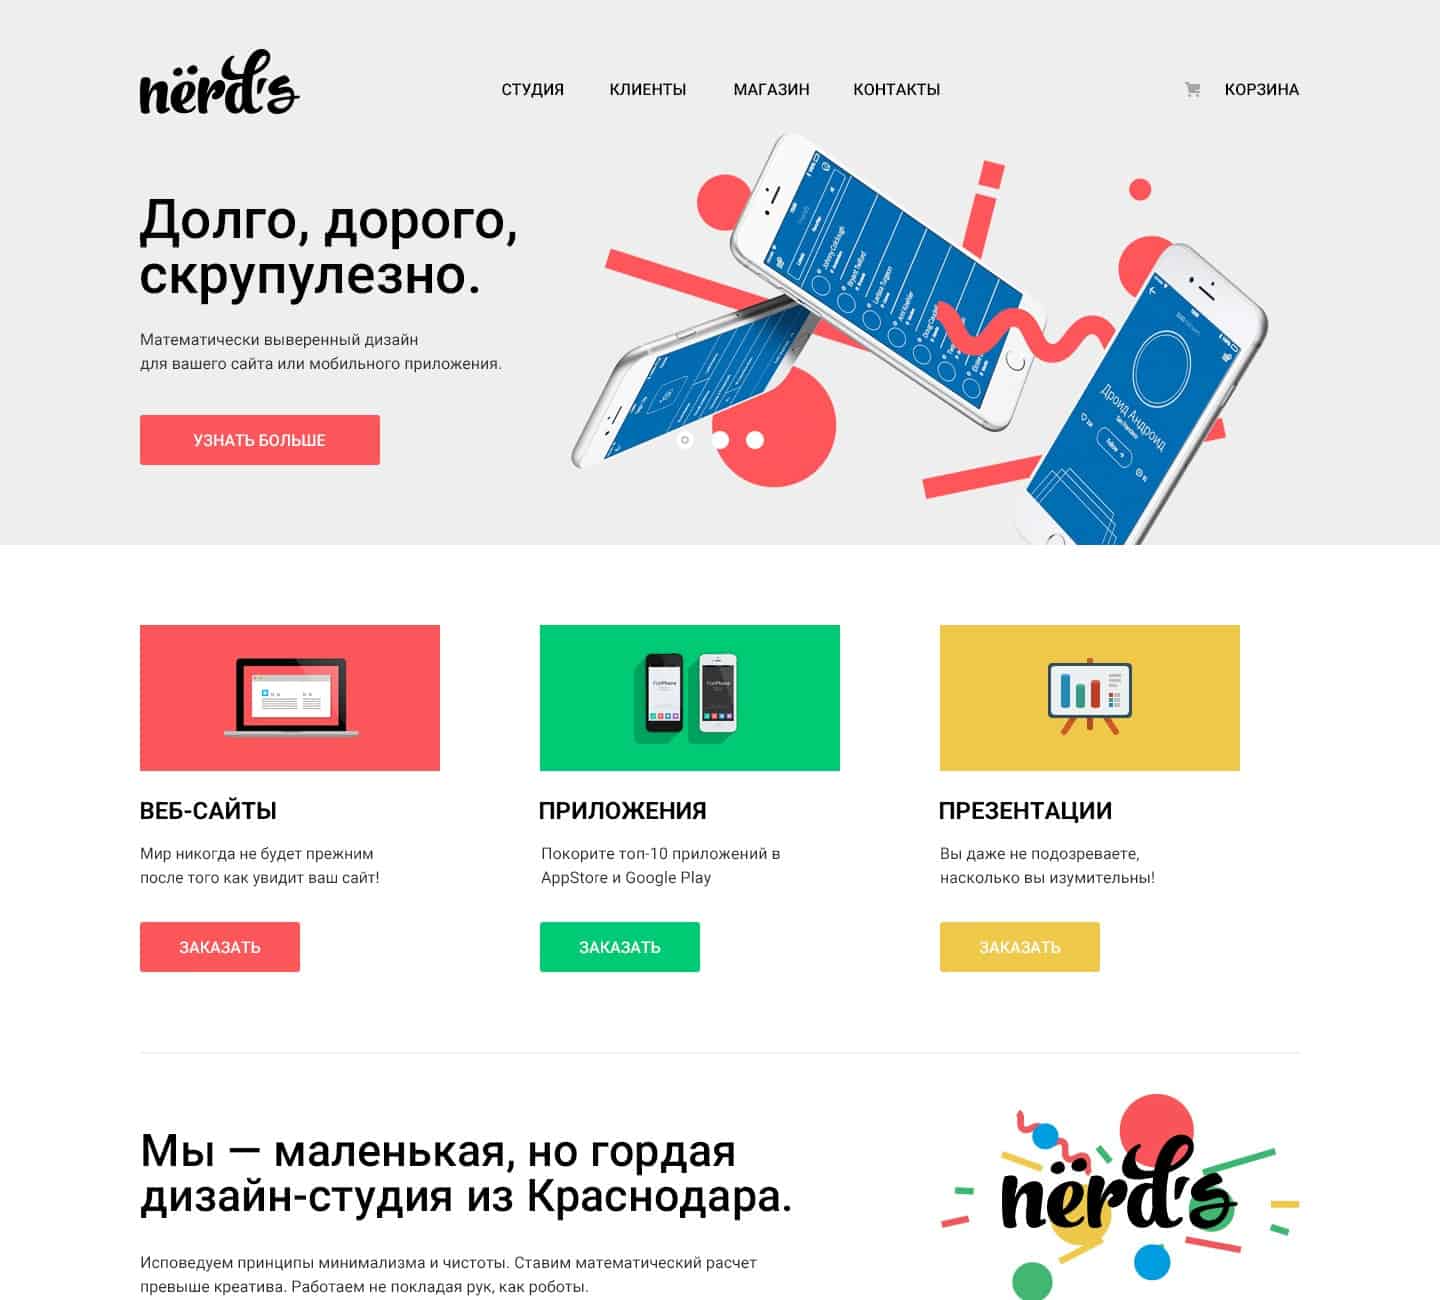 nërd's
СТУДИЯ КЛИЕНТЫ МАГАЗИН КОНТАКТЫ КОРЗИНА
Долго, дорого,
скрупулезно.
Математически выверенный дизайн
для вашего сайта или мобильного приложения.
УЗНАТЬ БОЛЬШЕ
Johnny
Bryant
Дроид Андроид
Follow
ВЕБ-САЙТЫ
Мир никогда не будет прежним
после того как увидит ваш сайт!
ЗАКАЗАТЬ
ПРИЛОЖЕНИЯ
Покорите топ-10 приложений в
AppStore и Google Play
ЗАКАЗАТЬ
ПРЕЗЕНТАЦИИ
Вы даже не подозреваете,
насколько вы изумительны!
ЗАКАЗАТЬ
Мы — маленькая, но гордая
дизайн-студия из Краснодара.
Исповедуем принципы минимализма и чистоты. Ставим математический расчет
превыше креатива. Работаем не покладая рук, как роботы.
nërd's